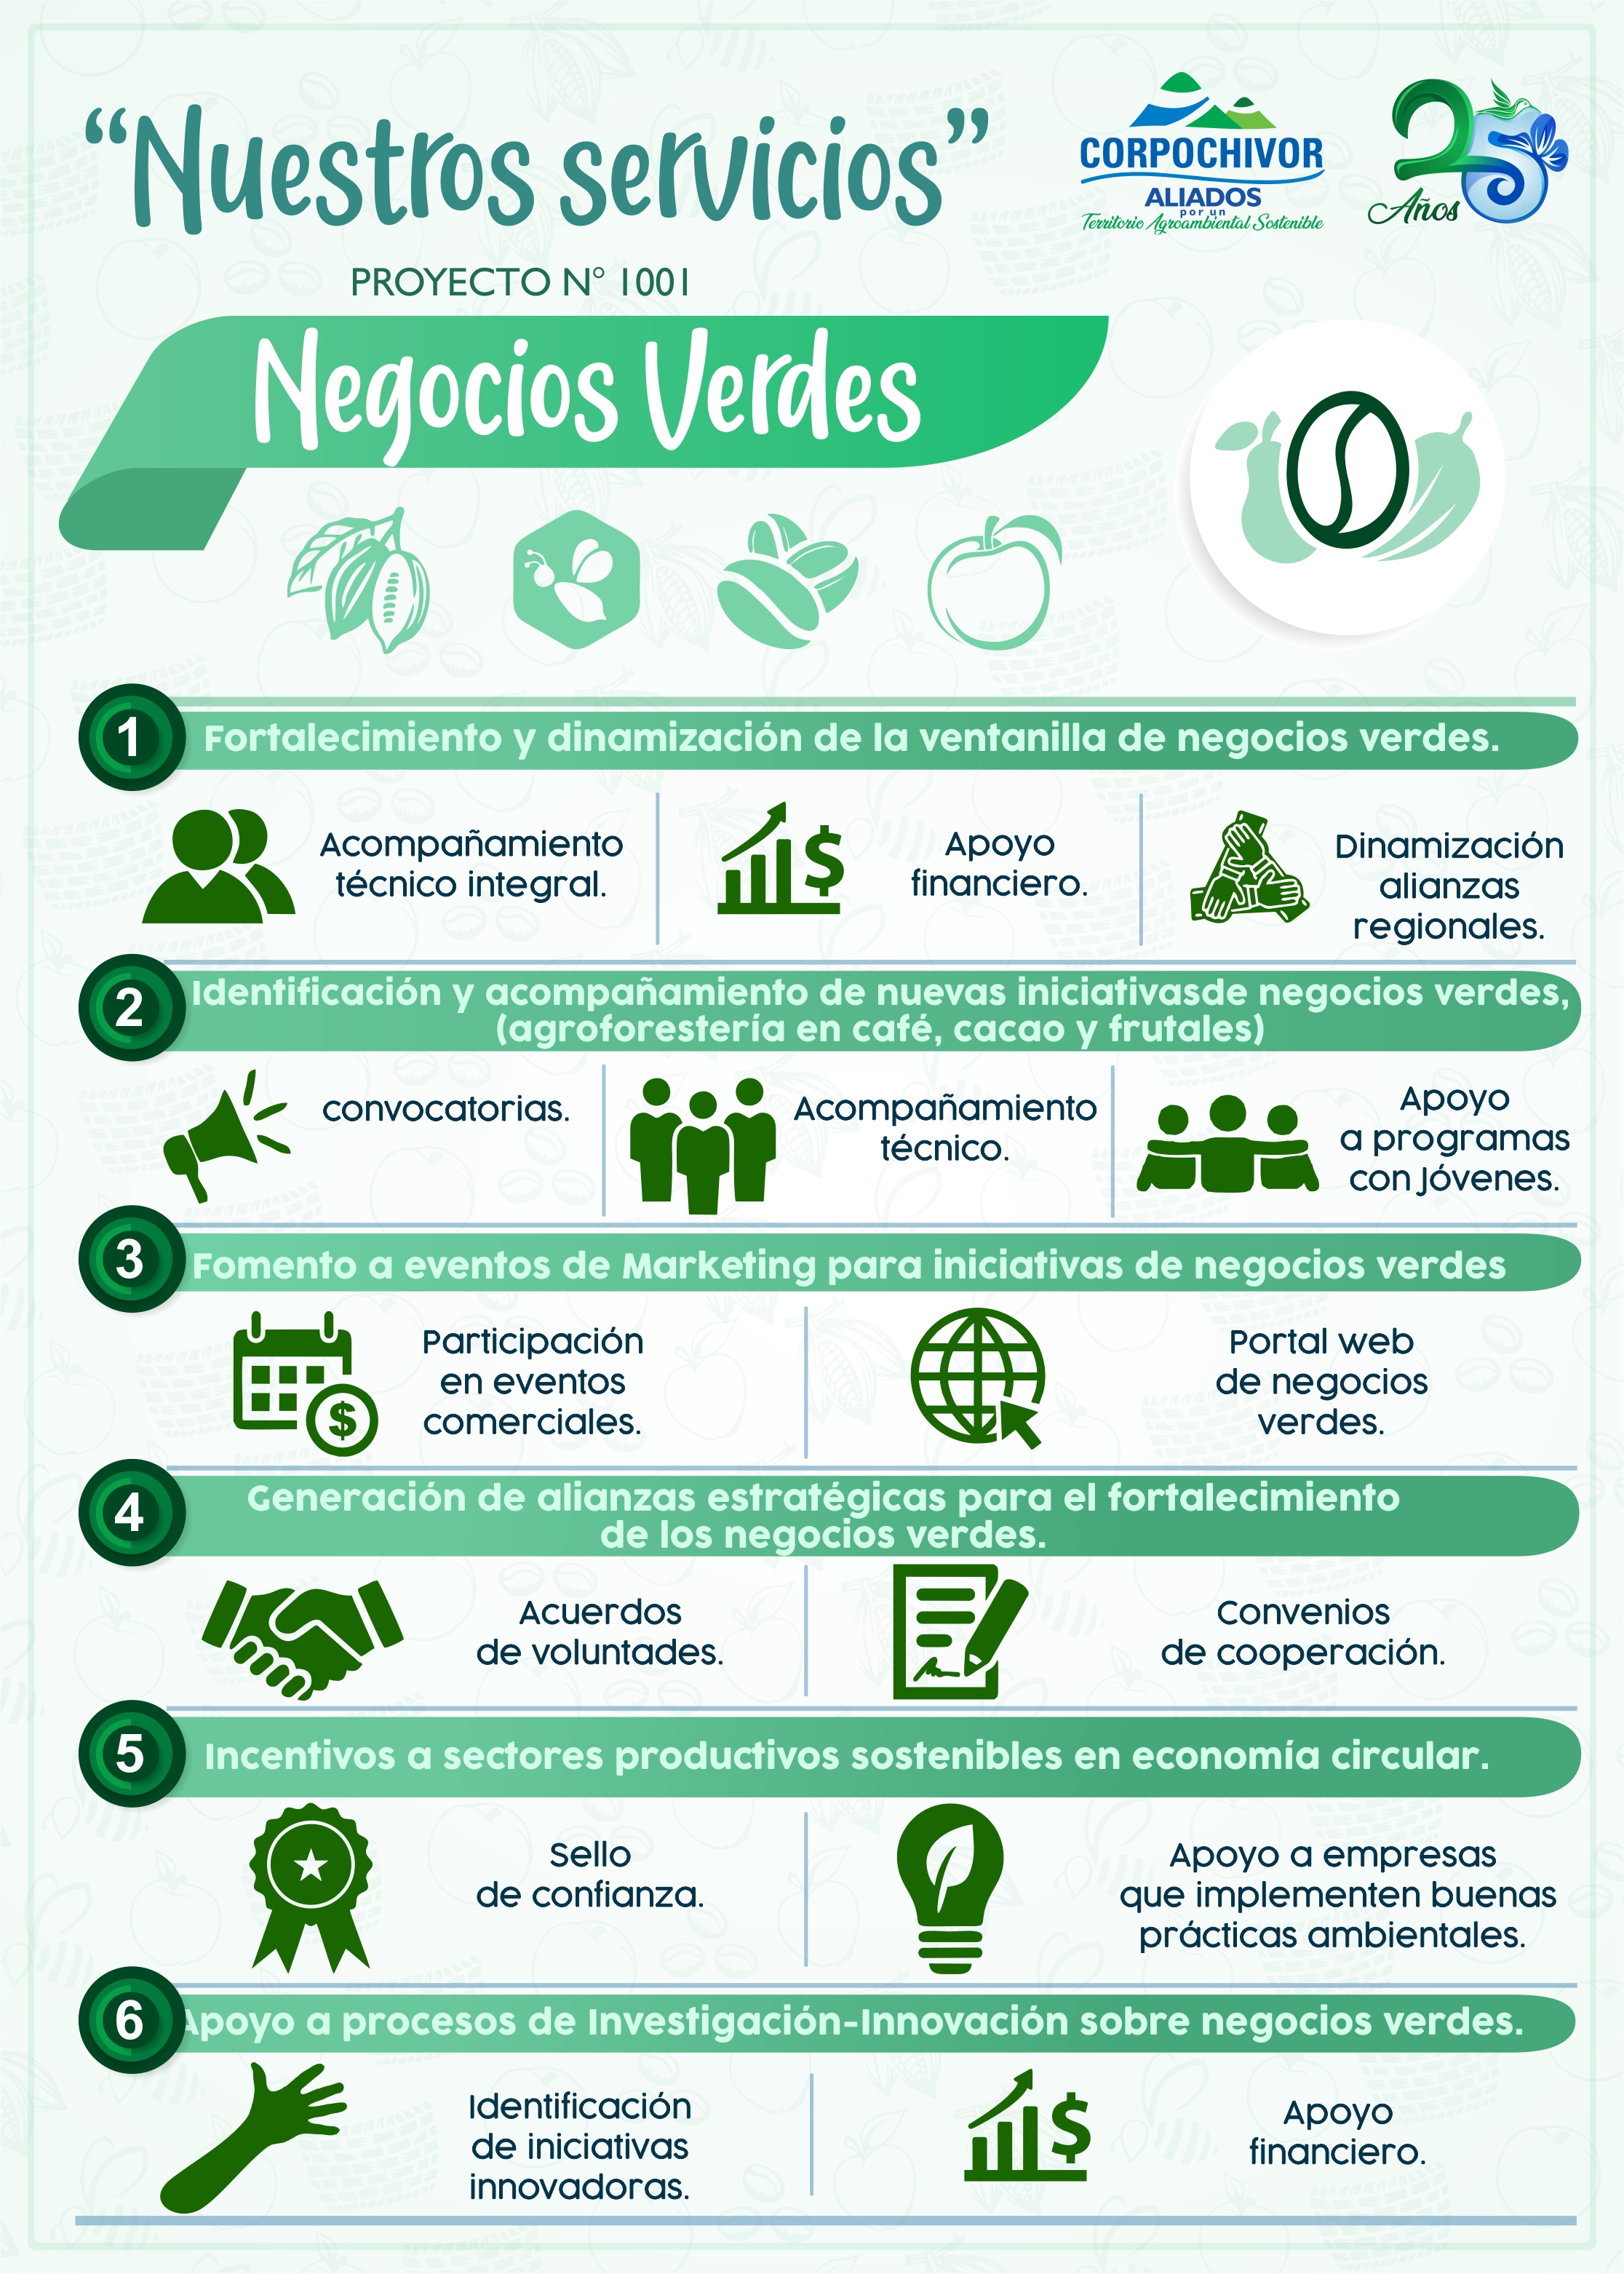 “Nuestros servicios”
CORPOCHIVOR
ALIADOS
por un
Territorio Agroambiental Sostenible
25
Años
PROYECTO N° 1001
Negocios Verdes
1
Fortalecimiento y dinamización de la ventanilla de negocios verdes.
Acompañamiento
técnico integral.
$
Apoyo
financiero.
Dinamización
alianzas
regionales.
2
Identificación y acompañamiento de nuevas iniciativasde negocios verdes,
(agroforestería en café, cacao y frutales)
convocatorias.
Acompañamiento
técnico.
Apoyo
a programas
con Jóvenes.
3
Fomento a eventos de Marketing para iniciativas de negocios verdes
$
Participación
en eventos
comerciales.
Portal web
de negocios
verdes.
4
Generación de alianzas estratégicas para el fortalecimiento
de los negocios verdes.
Acuerdos
de voluntades.
Convenios
de cooperación.
5
Incentivos a sectores productivos sostenibles en economía circular.
Sello
de confianza.
Apoyo a empresas
que implementen buenas
prácticas ambientales.
6
Apoyo a procesos de Investigación-Innovación sobre negocios verdes.
Identificación
de iniciativas
innovadoras.
$
Apoyo
financiero.